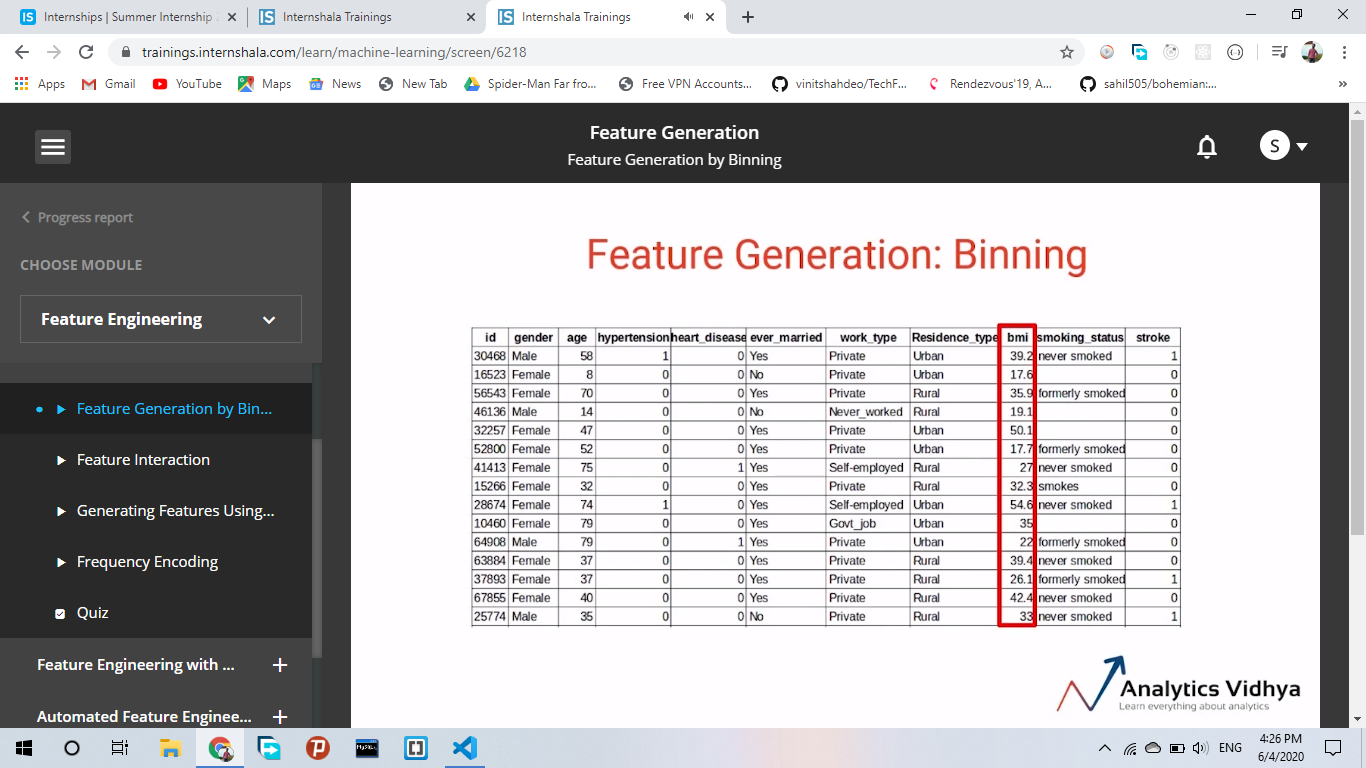 Internships | Summer Internship
Internshala Trainings
Internshala Trainings
trainings.internshala.com/learn/machine-learning/screen/6218
Apps Gmail YouTube Maps News New Tab Spider-Man Far fro... Free VPN Accounts... vinitshahdeo/TechF... Rendezvous'19, A... sahil505/bohemian:... »
Feature Generation
Feature Generation by Binning
S
Progress report
CHOOSE MODULE
Feature Engineering
Feature Generation by Bin...
Feature Interaction
Generating Features Using...
Frequency Encoding
Quiz
Feature Engineering with ... +
Automated Feature Enginee... +
Feature Generation: Binning
id gender age hypertension heart_disease ever_married work_type Residence_type bmi smoking_status stroke
30468 Male 58 1 0 Yes Private Urban 39.2 never smoked 1
16523 Female 8 0 0 No Private Urban 17.6 0
56543 Female 70 0 0 Yes Private Rural 35.9 formerly smoked 0
46136 Male 14 0 0 No Never_worked Rural 19.1 0
32257 Female 47 0 0 Yes Private Urban 50.1 0
52800 Female 52 0 0 Yes Private Urban 17.7 formerly smoked 0
41413 Female 75 0 1 Yes Self-employed Rural 27 never smoked 0
15266 Female 32 0 0 Yes Private Rural 32.3 smokes 0
28674 Female 74 1 0 Yes Self-employed Urban 54.6 never smoked 1
10460 Female 79 0 0 Yes Govt_job Urban 35 0
64908 Male 79 0 1 Yes Private Urban 22 formerly smoked 0
63884 Female 37 0 0 Yes Private Rural 39.4 never smoked 0
37893 Female 37 0 0 Yes Private Rural 26.1 formerly smoked 1
67855 Female 40 0 0 Yes Private Rural 42.4 never smoked 0
25774 Male 35 0 0 No Private Rural 33 never smoked 1
Analytics Vidhya
Learn everything about analytics
ENG
4:26 PM
6/4/2020